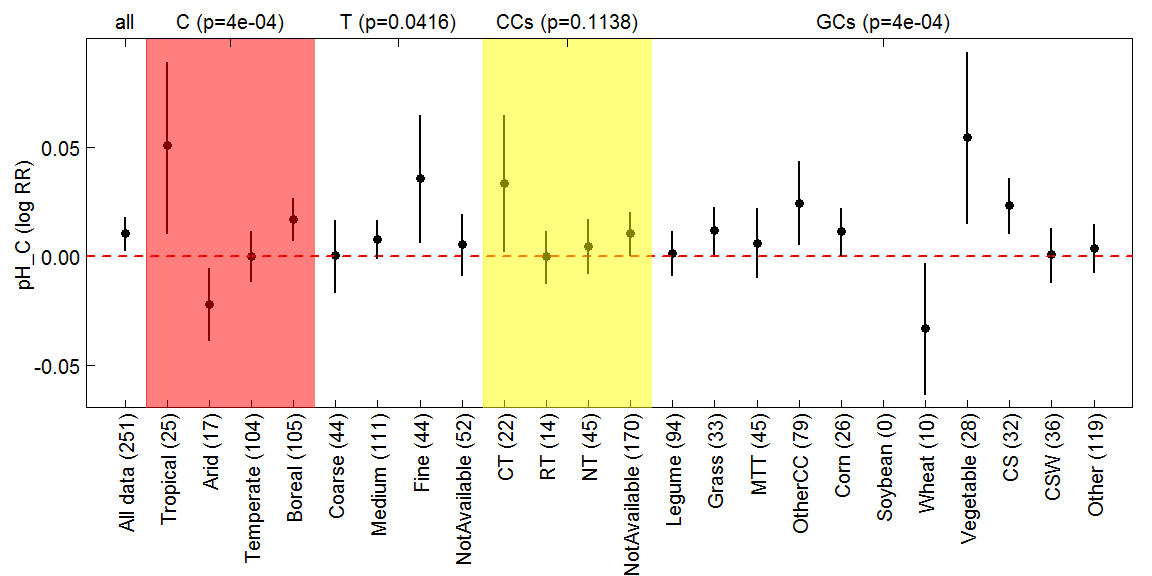 all
C (p=4e-04)
T (p=0.0416)
CCs (p=0.1138)
GCs (p=4e-04)
pH_C (log RR)
0.05
0.00
-0.05
All data (251)
Tropical (25)
Arid (17)
Temperate (104)
Boreal (105)
Coarse (44)
Medium (111)
Fine (44)
NotAvailable (52)
CT (22)
RT (14)
NT (45)
NotAvailable (170)
Legume (94)
Grass (33)
MTT (45)
OtherCC (79)
Corn (26)
Soybean (0)
Wheat (10)
Vegetable (28)
CS (32)
CSW (36)
Other (119)